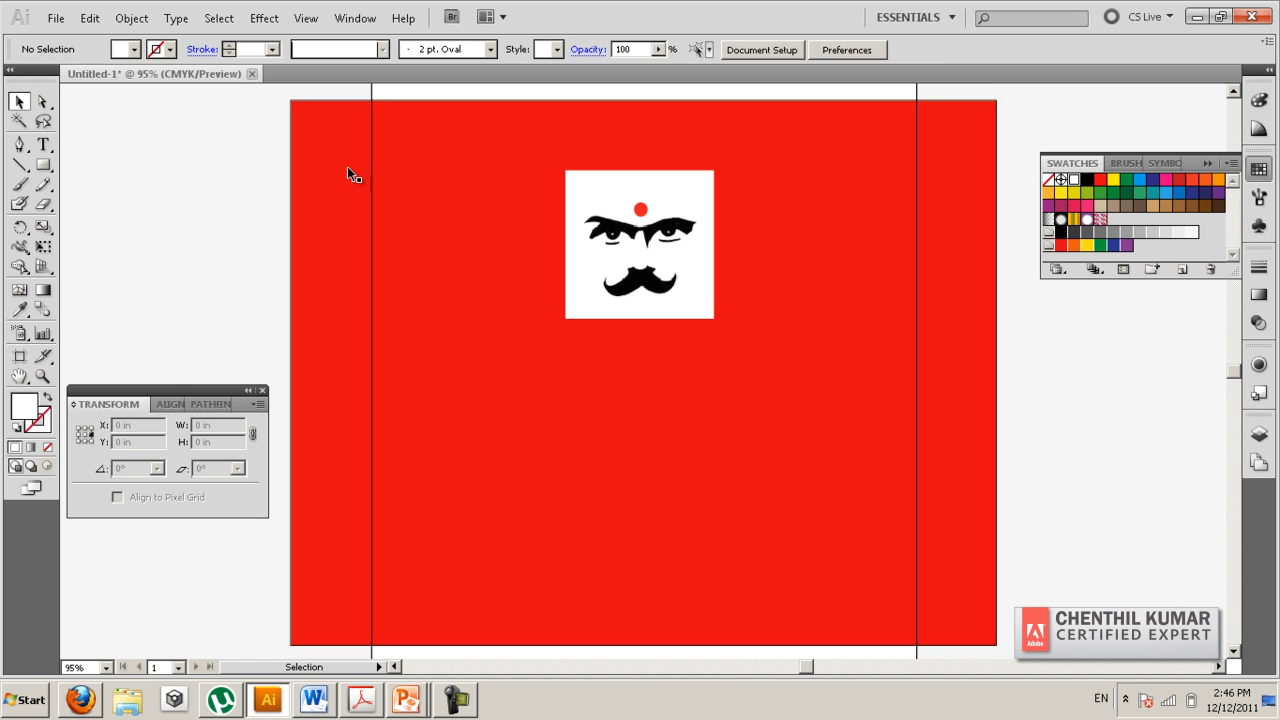 Ai File Edit Object Type Select Effect View Window Help Br ESSENTIALS CS Live
No Selection Stroke: 2 pt. Oval Style: Opacity: 100 % Document Setup Preferences
Untitled-1* @ 95% (CMYK/Preview)
SWATCHES BRUSH SYMBO
TRANSFORM ALIGN PATHFIN
X: 0 in W: 0 in
Y: 0 in H: 0 in
0° 0°
Align to Pixel Grid
CHENTHIL KUMAR
CERTIFIED EXPERT
Adobe
95% 1 Selection
Start Ai EN 2:46 PM
12/12/2011